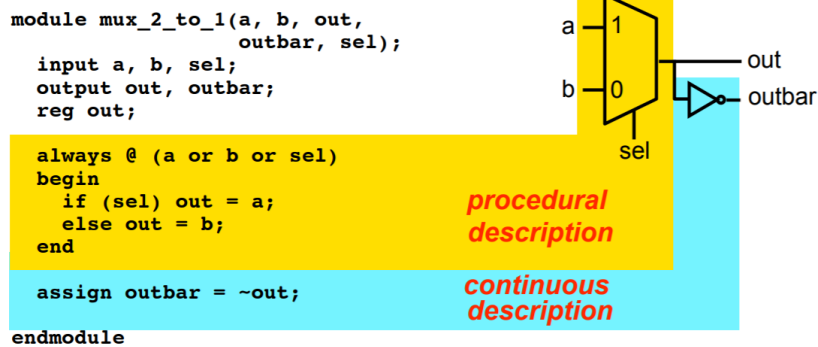 module mux_2_to_1(a, b, out,
outbar, sel);
input a, b, sel;
output out, outbar;
reg out;
always @ (a or b or sel)
begin
if (sel) out = a;
else out = b;
end
assign outbar = ~out;
endmodule
procedural
description
continuous
description
a
1
b
0
sel
out
outbar